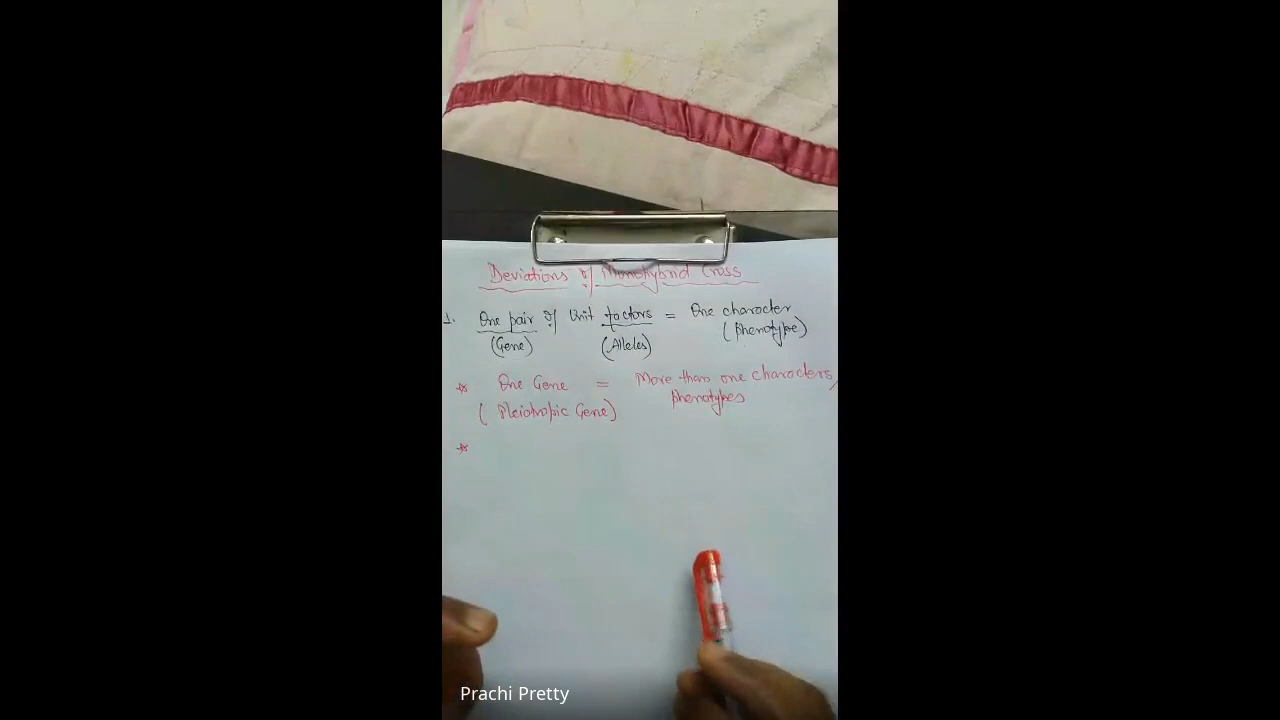 Deviations of Monohybrid Cross
1. One pair of Unit factors = One character
(Gene) (Alleles) (Phenotype)
* One Gene = More than one characters,
(Pleiotropic Gene) phenotypes
*
Prachi Pretty